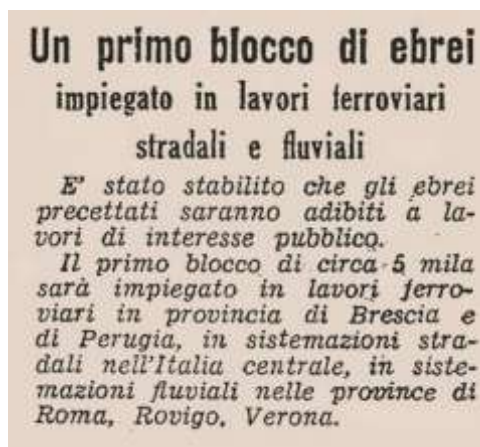 Un primo blocco di ebrei
impiegato in lavori ferroviari
stradali e fluviali
E' stato stabilito che gli ebrei
precettati saranno adibiti a la-
vori di interesse pubblico.
Il primo blocco di circa 5 mila
sarà impiegato in lavori ferro-
viari in provincia di Brescia e
di Perugia, in sistemazioni stra-
dali nell'Italia centrale, in siste-
mazioni fluviali nelle province di
Roma, Rovigo, Verona.